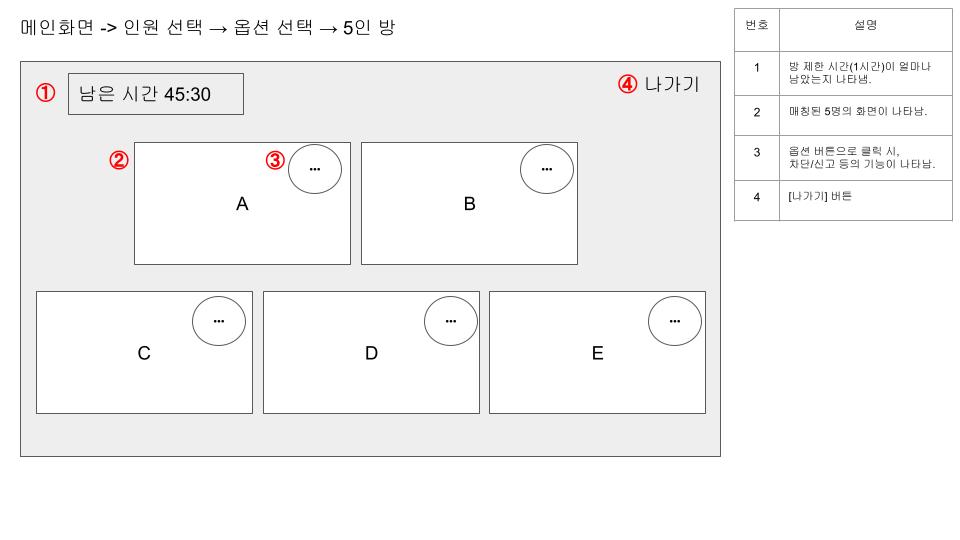 메인화면 -> 인원 선택 → 옵션 선택 → 5인 방
① 남은 시간 45:30
④ 나가기
② ③ ... ...
A B
... ... ...
C D E
번호 설명
1 방 제한 시간(1시간)이 얼마나
남았는지 나타냄.
2 매칭된 5명의 화면이 나타남.
3 옵션 버튼으로 클릭 시,
차단/신고 등의 기능이 나타남.
4 [나가기] 버튼